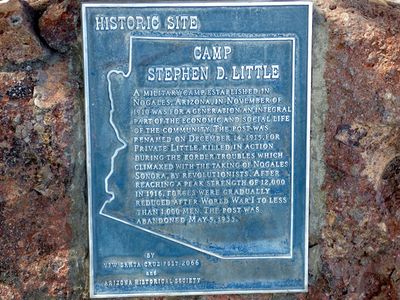 HISTORIC SITE
CAMP
STEPHEN D. LITTLE
A MILITARY CAMP, ESTABLISHED IN
NOGALES, ARIZONA, IN NOVEMBER OF
1910 WAS FOR A GENERATION AN INTEGRAL
PART OF THE ECONOMIC AND SOCIAL LIFE
OF THE COMMUNITY. THE POST WAS
RENAMED ON DECEMBER 14, 1915, FOR
PRIVATE LITTLE, KILLED IN ACTION
DURING THE BORDER TROUBLES WHICH
CLIMAXED WITH THE TAKING OF NOGALES
SONORA, BY REVOLUTIONISTS. AFTER
REACHING A PEAK STRENGTH OF 12,000
IN 1916, FORCES WERE GRADUALLY
REDUCED AFTER WORLD WAR I TO LESS
THAN 1,000 MEN. THE POST WAS
ABANDONED MAY 5, 1933.
BY
VFW SANTA CRUZ POST 2066
and
ARIZONA HISTORICAL SOCIETY